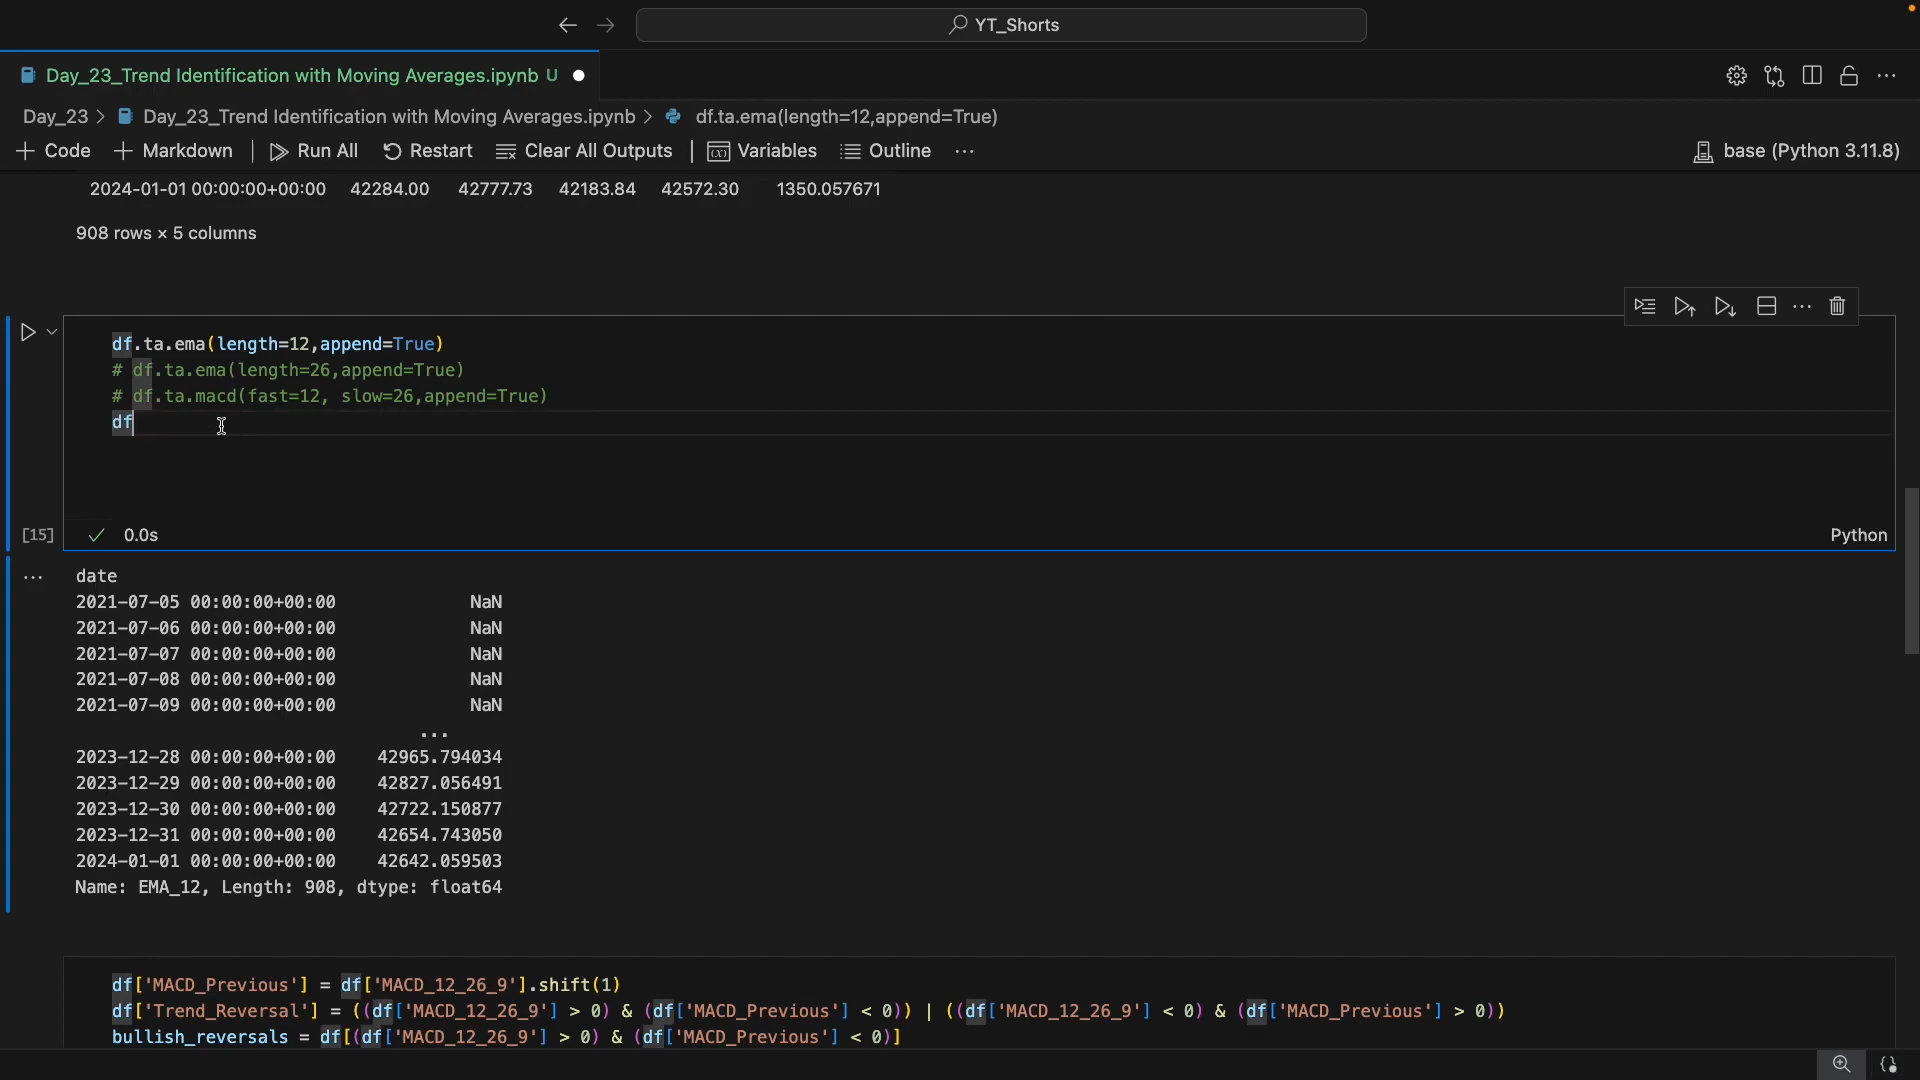 YT_Shorts
Day_23_Trend Identification with Moving Averages.ipynb U
Day_23 > Day_23_Trend Identification with Moving Averages.ipynb > df.ta.ema(length=12,append=True)
+ Code + Markdown | Run All Restart Clear All Outputs | Variables Outline ... base (Python 3.11.8)
2024-01-01 00:00:00+00:00 42284.00 42777.73 42183.84 42572.30 1350.057671
908 rows × 5 columns
df.ta.ema(length=12,append=True)
# df.ta.ema(length=26,append=True)
# df.ta.macd(fast=12, slow=26,append=True)
df
[15] 0.0s Python
date
2021-07-05 00:00:00+00:00 NaN
2021-07-06 00:00:00+00:00 NaN
2021-07-07 00:00:00+00:00 NaN
2021-07-08 00:00:00+00:00 NaN
2021-07-09 00:00:00+00:00 NaN
...
2023-12-28 00:00:00+00:00 42965.794034
2023-12-29 00:00:00+00:00 42827.056491
2023-12-30 00:00:00+00:00 42722.150877
2023-12-31 00:00:00+00:00 42654.743050
2024-01-01 00:00:00+00:00 42642.059503
Name: EMA_12, Length: 908, dtype: float64
df['MACD_Previous'] = df['MACD_12_26_9'].shift(1)
df['Trend_Reversal'] = ((df['MACD_12_26_9'] > 0) & (df['MACD_Previous'] < 0)) | ((df['MACD_12_26_9'] < 0) & (df['MACD_Previous'] > 0))
bullish_reversals = df[(df['MACD_12_26_9'] > 0) & (df['MACD_Previous'] < 0)]